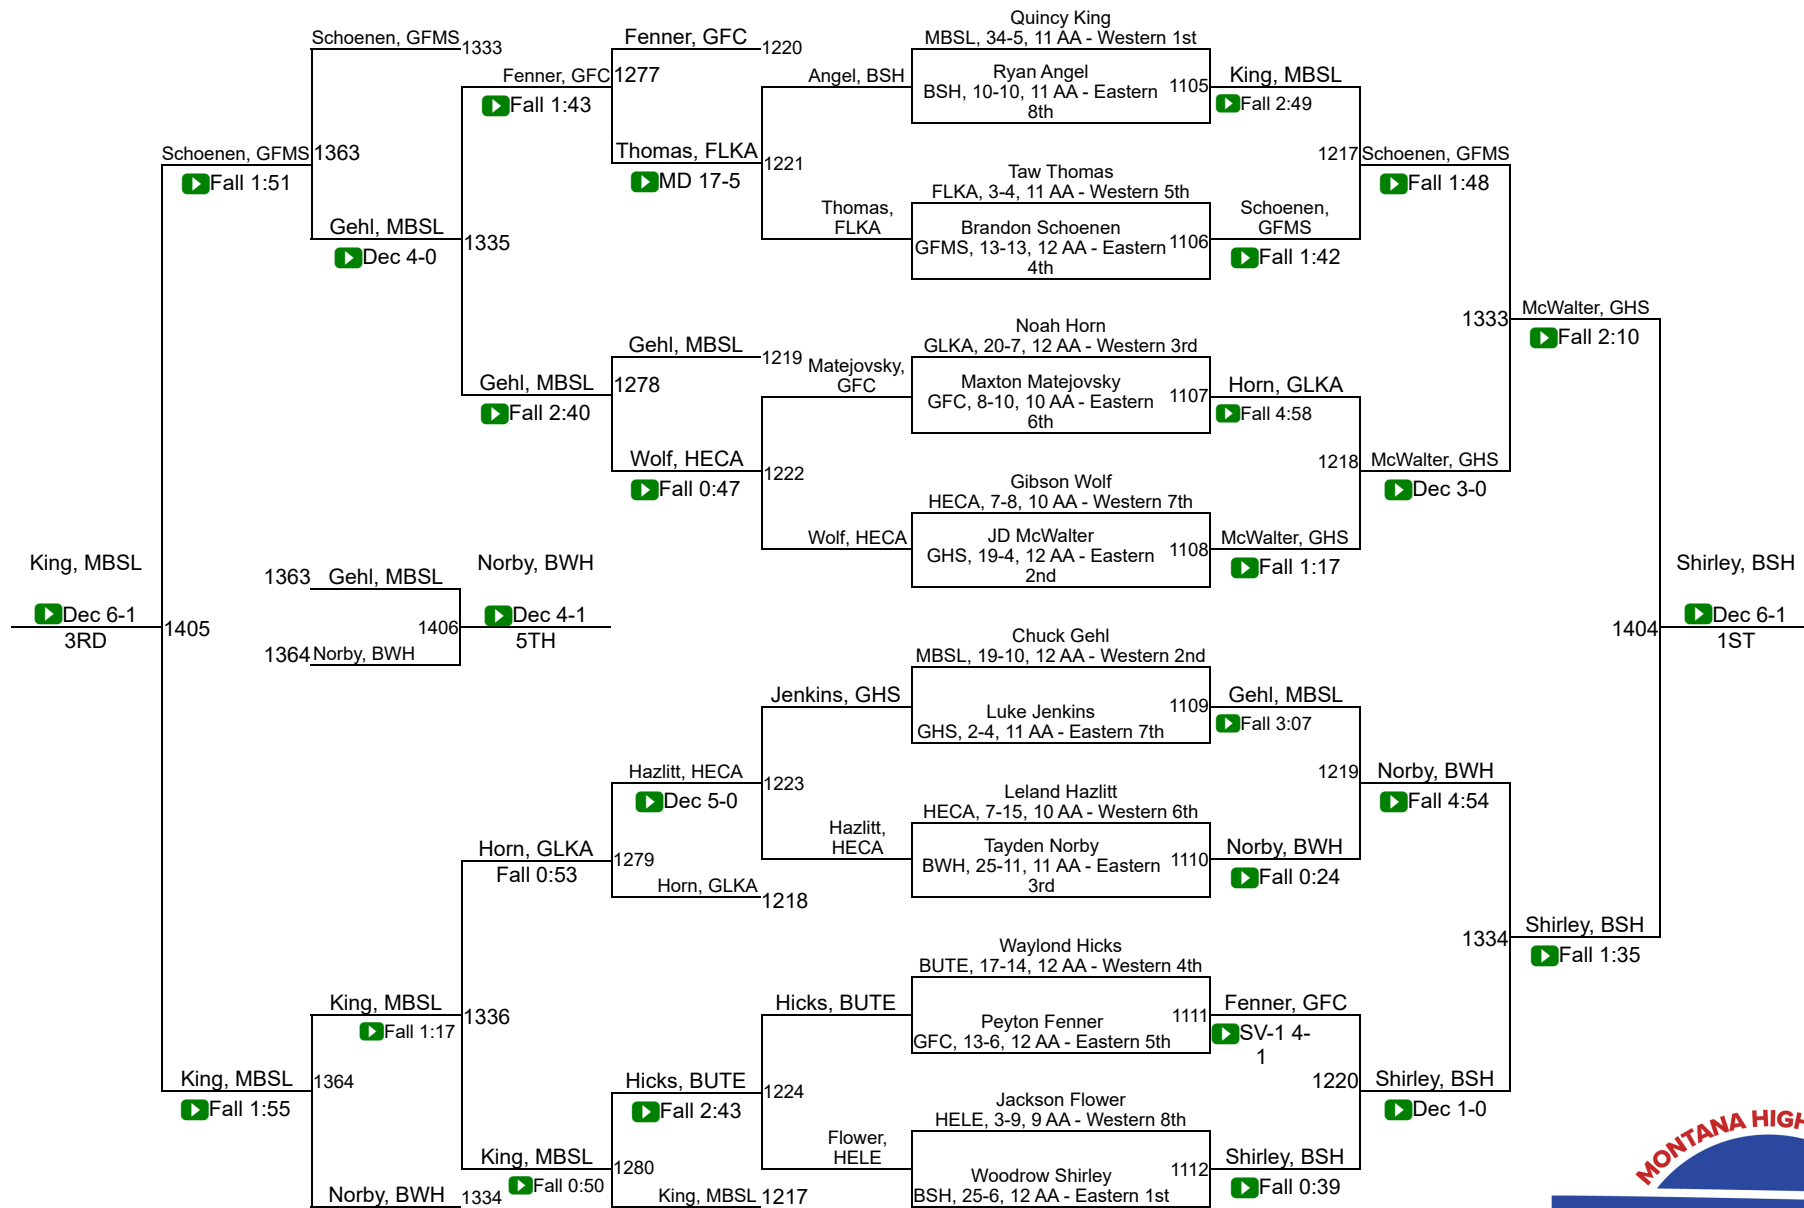 Quincy King
MBSL, 34-5, 11 AA - Western 1st
Schoenen, GFMS
1333
Fenner, GFC
1220
Fenner, GFC
1277
Fall 1:43
Angel, BSH
Ryan Angel
BSH, 10-10, 11 AA - Eastern
8th
1105
King, MBSL
Fall 2:49
Schoenen, GFMS
1363
Fall 1:51
Thomas, FLKA
1221
MD 17-5
1217
Schoenen, GFMS
Fall 1:48
Taw Thomas
FLKA, 3-4, 11 AA - Western 5th
Gehl, MBSL
1335
Dec 4-0
Thomas,
FLKA
Brandon Schoenen
GFMS, 13-13, 12 AA - Eastern
4th
1106
Schoenen,
GFMS
Fall 1:42
Noah Horn
GLKA, 20-7, 12 AA - Western 3rd
1333
McWalter, GHS
Fall 2:10
Gehl, MBSL
1219
Gehl, MBSL
1278
Fall 2:40
Matejovsky,
GFC
Maxton Matejovsky
GFC, 8-10, 10 AA - Eastern
6th
1107
Horn, GLKA
Fall 4:58
Wolf, HECA
1222
Fall 0:47
1218
McWalter, GHS
Dec 3-0
Gibson Wolf
HECA, 7-8, 10 AA - Western 7th
Wolf, HECA
JD McWalter
GHS, 19-4, 12 AA - Eastern
2nd
1108
McWalter, GHS
Fall 1:17
King, MBSL
Dec 6-1
3RD
1405
1363
Gehl, MBSL
1406
1364
Norby, BWH
Norby, BWH
Dec 4-1
5TH
1404
Shirley, BSH
Dec 6-1
1ST
Chuck Gehl
MBSL, 19-10, 12 AA - Western 2nd
Jenkins, GHS
Luke Jenkins
GHS, 2-4, 11 AA - Eastern 7th
1109
Gehl, MBSL
Fall 3:07
Hazlitt, HECA
1223
Dec 5-0
1219
Norby, BWH
Fall 4:54
Leland Hazlitt
HECA, 7-15, 10 AA - Western 6th
Horn, GLKA
1279
Fall 0:53
Hazlitt,
HECA
Tayden Norby
BWH, 25-11, 11 AA - Eastern
3rd
1110
Norby, BWH
Fall 0:24
Horn, GLKA
1218
1334
Shirley, BSH
Fall 1:35
Waylond Hicks
BUTE, 17-14, 12 AA - Western 4th
King, MBSL
1336
Fall 1:17
Hicks, BUTE
Peyton Fenner
GFC, 13-6, 12 AA - Eastern 5th
1111
Fenner, GFC
SV-1 4-
1
King, MBSL
1364
Fall 1:55
Hicks, BUTE
1224
Fall 2:43
1220
Shirley, BSH
Dec 1-0
Jackson Flower
HELE, 3-9, 9 AA - Western 8th
King, MBSL
1280
Fall 0:50
Flower,
HELE
Woodrow Shirley
BSH, 25-6, 12 AA - Eastern 1st
1112
Shirley, BSH
Fall 0:39
Norby, BWH
1334
King, MBSL
1217
MONTANA HIGH